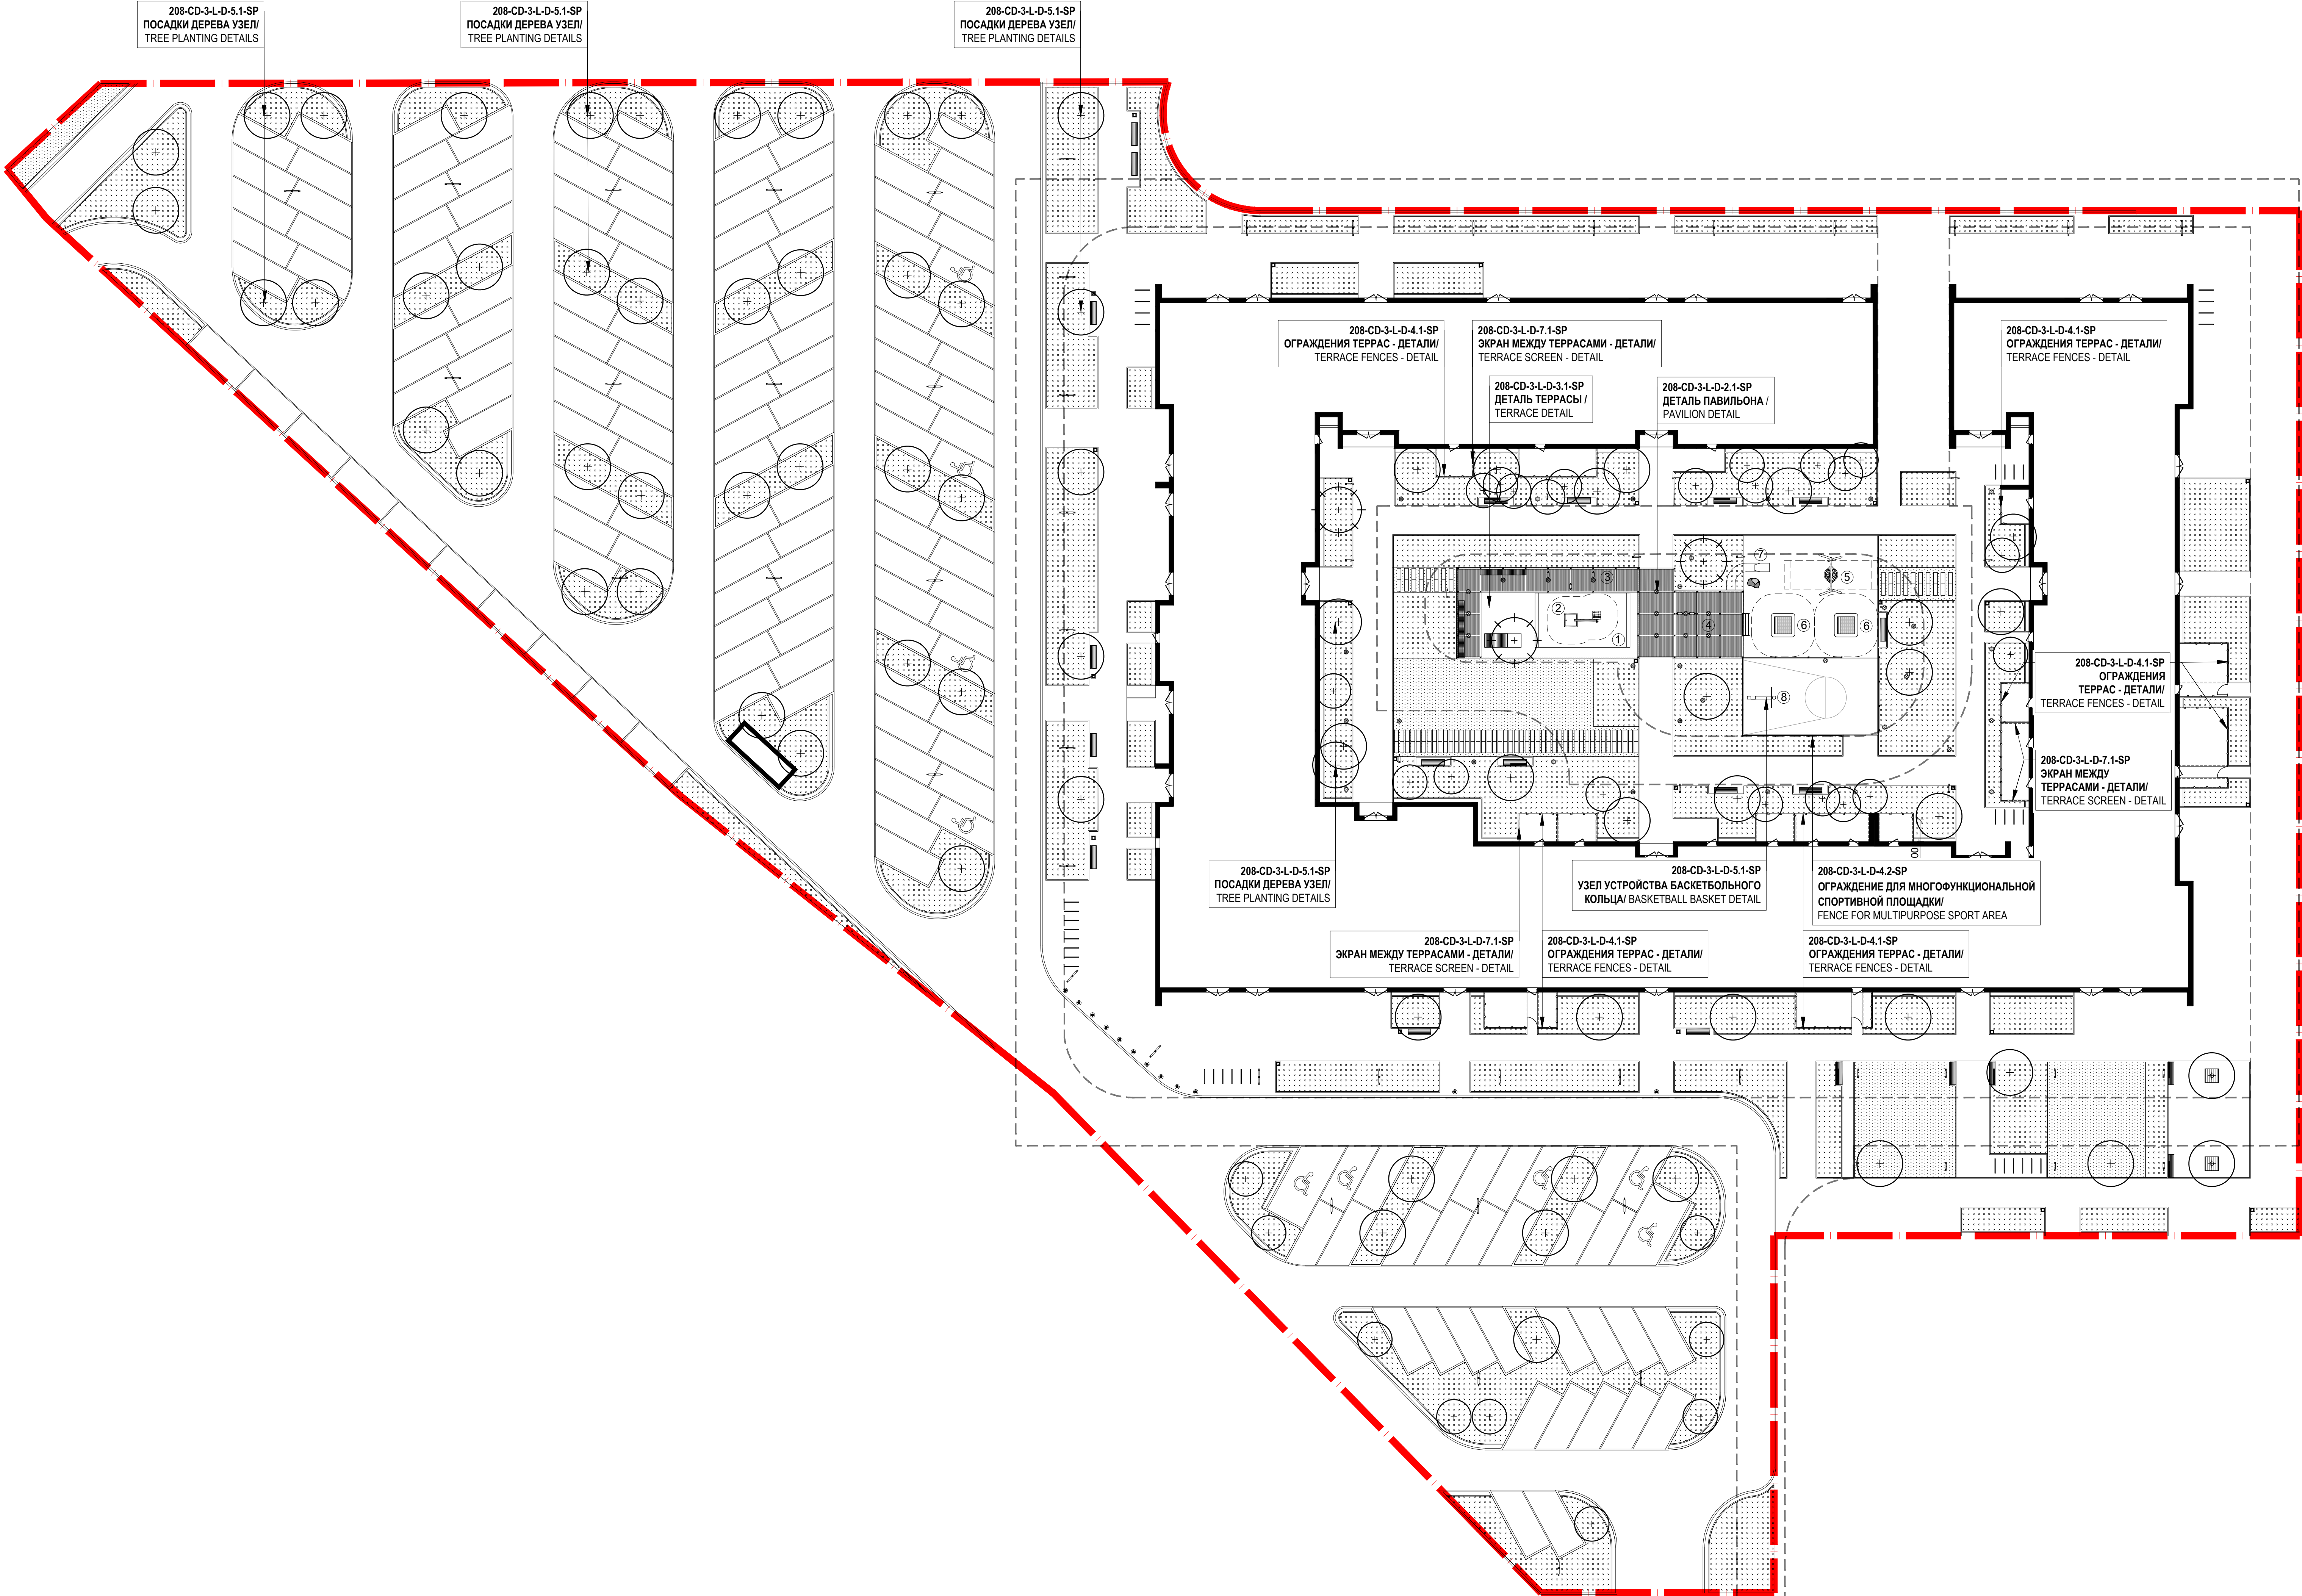 208-CD-3-L-D-5.1-SP
ПОСАДКИ ДЕРЕВА УЗЕЛ/
TREE PLANTING DETAILS
208-CD-3-L-D-5.1-SP
ПОСАДКИ ДЕРЕВА УЗЕЛ/
TREE PLANTING DETAILS
208-CD-3-L-D-5.1-SP
ПОСАДКИ ДЕРЕВА УЗЕЛ/
TREE PLANTING DETAILS
208-CD-3-L-D-4.1-SP
ОГРАЖДЕНИЯ ТЕРРАС - ДЕТАЛИ/
TERRACE FENCES - DETAIL
208-CD-3-L-D-7.1-SP
ЭКРАН МЕЖДУ ТЕРРАСАМИ - ДЕТАЛИ/
TERRACE SCREEN - DETAIL
208-CD-3-L-D-4.1-SP
ОГРАЖДЕНИЯ ТЕРРАС - ДЕТАЛИ/
TERRACE FENCES - DETAIL
208-CD-3-L-D-3.1-SP
ДЕТАЛЬ ТЕРРАСЫ /
TERRACE DETAIL
208-CD-3-L-D-2.1-SP
ДЕТАЛЬ ПАВИЛЬОНА /
PAVILION DETAIL
7
3
5
2
1
4
6
6
8
208-CD-3-L-D-4.1-SP
ОГРАЖДЕНИЯ
ТЕРРАС - ДЕТАЛИ/
TERRACE FENCES - DETAIL
208-CD-3-L-D-7.1-SP
ЭКРАН МЕЖДУ
ТЕРРАСАМИ - ДЕТАЛИ/
TERRACE SCREEN - DETAIL
00
208-CD-3-L-D-5.1-SP
ПОСАДКИ ДЕРЕВА УЗЕЛ/
TREE PLANTING DETAILS
208-CD-3-L-D-5.1-SP
УЗЕЛ УСТРОЙСТВА БАСКЕТБОЛЬНОГО
КОЛЬЦА/ BASKETBALL BASKET DETAIL
208-CD-3-L-D-4.2-SP
ОГРАЖДЕНИЕ ДЛЯ МНОГОФУНКЦИОНАЛЬНОЙ
СПОРТИВНОЙ ПЛОЩАДКИ/
FENCE FOR MULTIPURPOSE SPORT AREA
208-CD-3-L-D-7.1-SP
ЭКРАН МЕЖДУ ТЕРРАСАМИ - ДЕТАЛИ/
TERRACE SCREEN - DETAIL
208-CD-3-L-D-4.1-SP
ОГРАЖДЕНИЯ ТЕРРАС - ДЕТАЛИ/
TERRACE FENCES - DETAIL
208-CD-3-L-D-4.1-SP
ОГРАЖДЕНИЯ ТЕРРАС - ДЕТАЛИ/
TERRACE FENCES - DETAIL